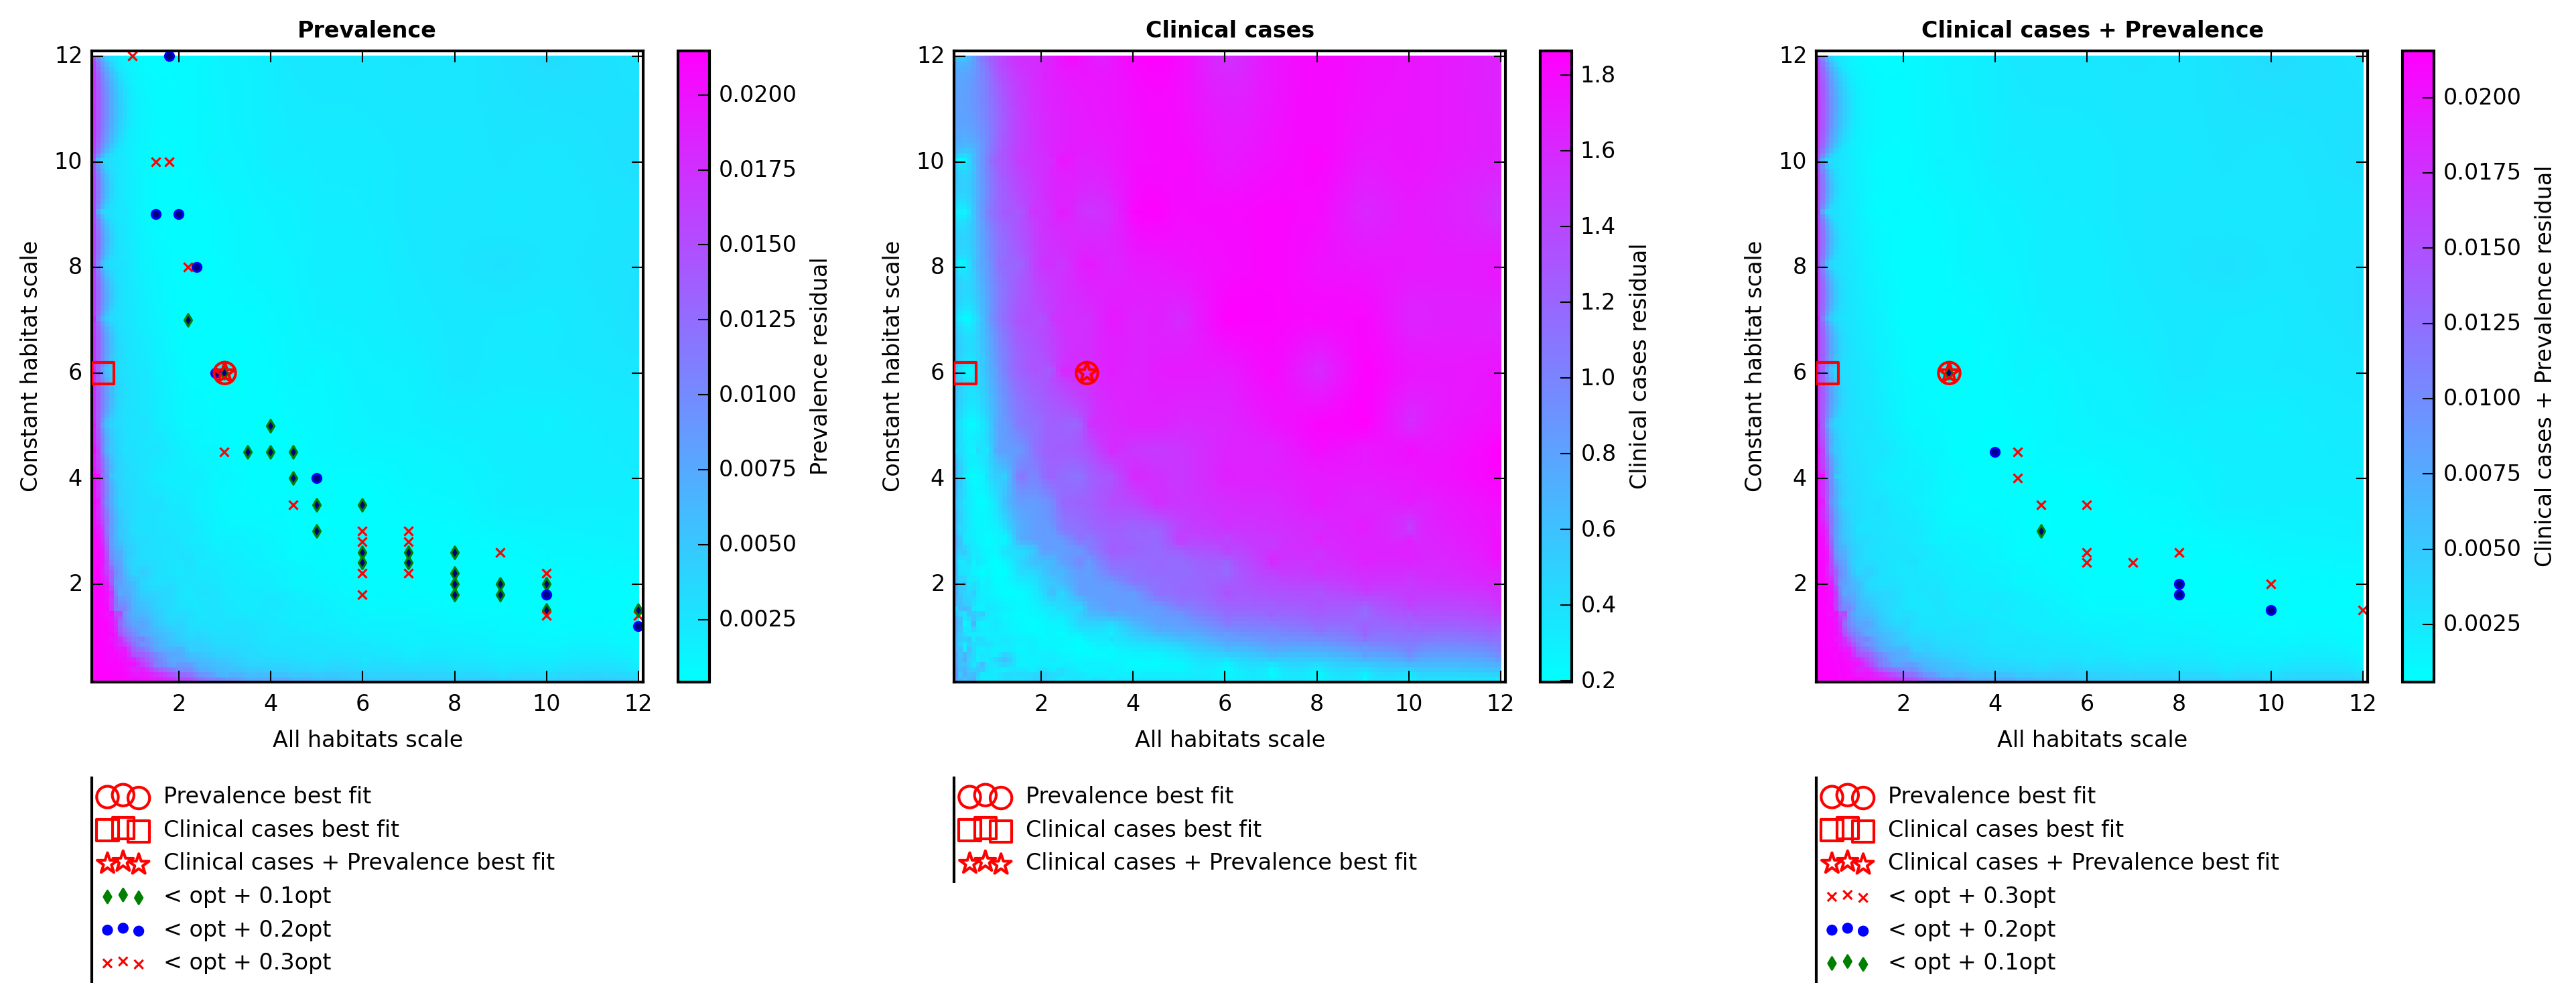 Prevalence
Constant habitat scale
12
10
8
6
4
2
2 4 6 8 10 12
All habitats scale
0.0200
0.0175
0.0150
0.0125
0.0100
0.0075
0.0050
0.0025
Prevalence residual
Prevalence best fit
Clinical cases best fit
Clinical cases + Prevalence best fit
< opt + 0.1opt
< opt + 0.2opt
< opt + 0.3opt
Clinical cases
Constant habitat scale
12
10
8
6
4
2
2 4 6 8 10 12
All habitats scale
1.8
1.6
1.4
1.2
1.0
0.8
0.6
0.4
0.2
Clinical cases residual
Prevalence best fit
Clinical cases best fit
Clinical cases + Prevalence best fit
Clinical cases + Prevalence
Constant habitat scale
12
10
8
6
4
2
2 4 6 8 10 12
All habitats scale
0.0200
0.0175
0.0150
0.0125
0.0100
0.0075
0.0050
0.0025
Clinical cases + Prevalence residual
Prevalence best fit
Clinical cases best fit
Clinical cases + Prevalence best fit
< opt + 0.3opt
< opt + 0.2opt
< opt + 0.1opt